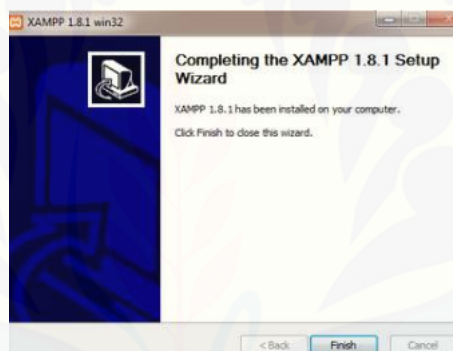 XAMPP 1.8.1 win32
Completing the XAMPP 1.8.1 Setup
Wizard
XAMPP 1.8.1 has been installed on your computer.
Click Finish to close this wizard.
< Back Finish Cancel